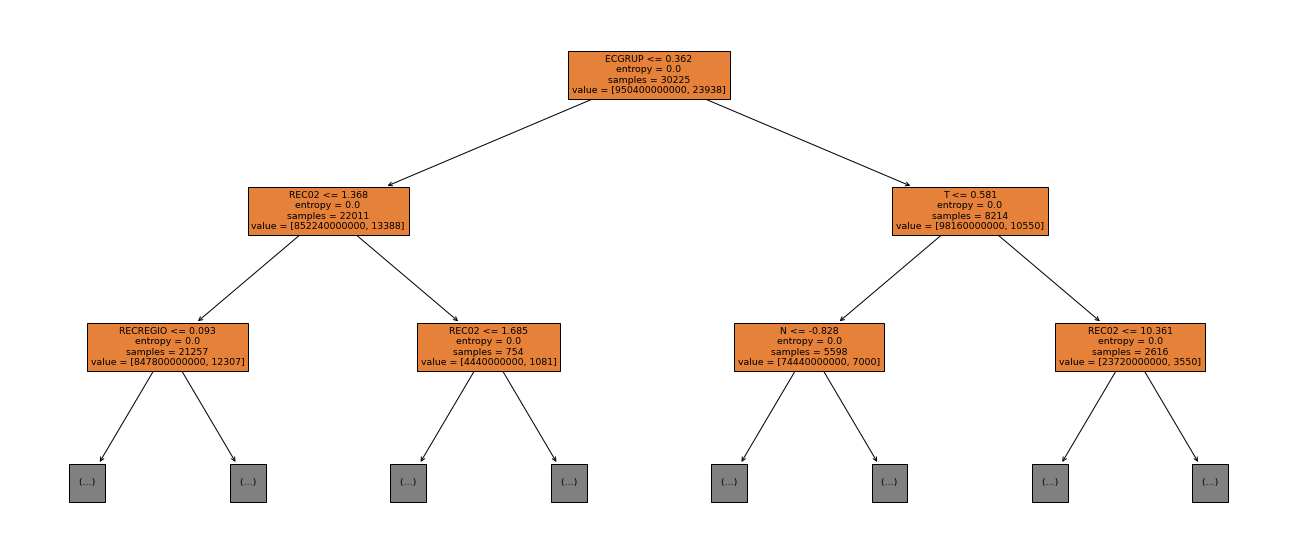 ECGRUP <= 0.362
entropy = 0.0
samples = 30225
value = [950400000000, 23938]
REC02 <= 1.368
entropy = 0.0
samples = 22011
value = [852240000000, 13388]
T <= 0.581
entropy = 0.0
samples = 8214
value = [98160000000, 10550]
RECREGIO <= 0.093
entropy = 0.0
samples = 21257
value = [847800000000, 12307]
REC02 <= 1.685
entropy = 0.0
samples = 754
value = [4440000000, 1081]
N <= -0.828
entropy = 0.0
samples = 5598
value = [74440000000, 7000]
REC02 <= 10.361
entropy = 0.0
samples = 2616
value = [23720000000, 3550]
(...)
(...)
(...)
(...)
(...)
(...)
(...)
(...)